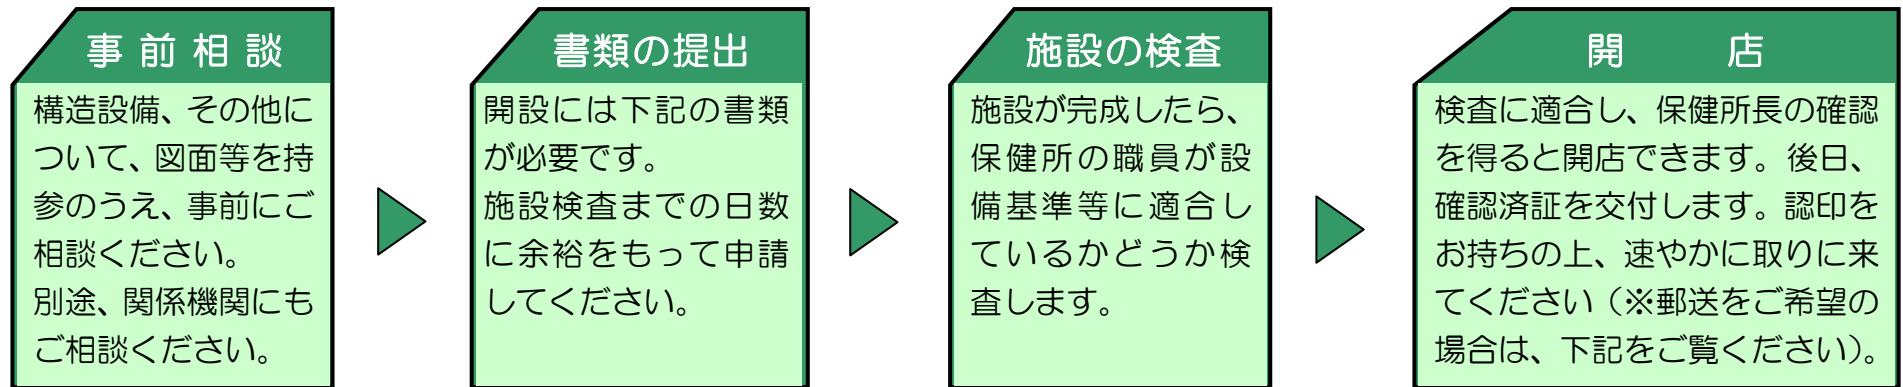 事前相談
構造設備、その他に
ついて、図面等を持
参のうえ、事前にご
相談ください。
別途、関係機関にも
ご相談ください。
書類の提出
開設には下記の書類
が必要です。
施設検査までの日数
に余裕をもって申請
してください。
施設の検査
施設が完成したら、
保健所の職員が設
備基準等に適合し
ているかどうか検
査します。
開店
検査に適合し、保健所長の確認
を得ると開店できます。後日、
確認済証を交付します。認印を
お持ちの上、速やかに取りに来
てください（※郵送をご希望の
場合は、下記をご覧ください）。